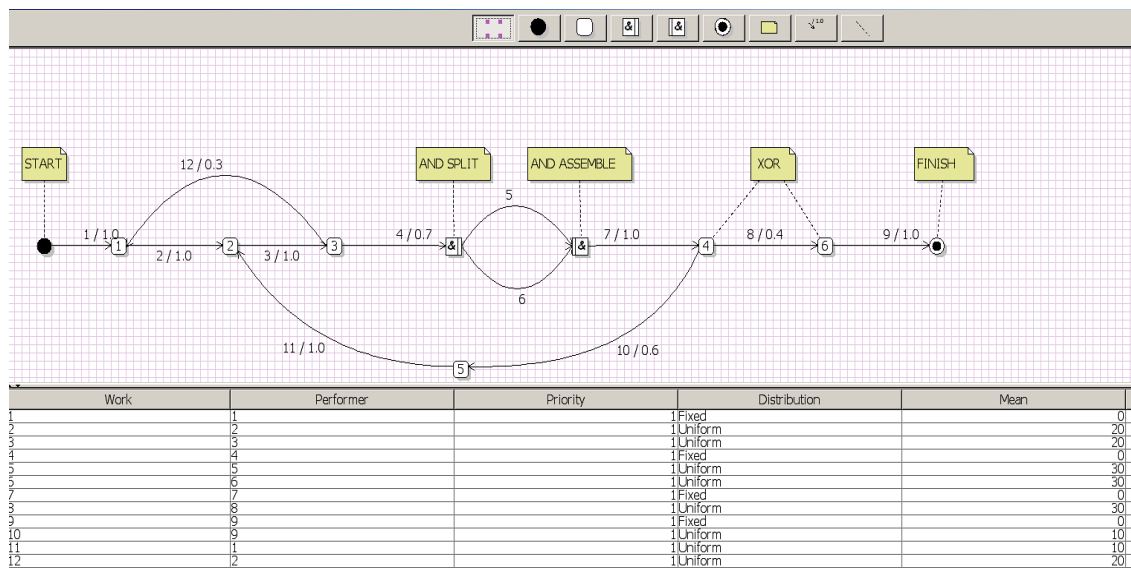 & & 1.0
START AND SPLIT AND ASSEMBLE XOR FINISH
12 / 0.3
5
1 / 1.0 4 / 0.7 7 / 1.0 8 / 0.4 9 / 1.0
1 2 3 & & 4 6
2 / 1.0 3 / 1.0
6
11 / 1.0 10 / 0.6
5
Work Performer Priority Distribution Mean
1 1 1 Fixed 0
2 2 1 Uniform 20
3 3 1 Uniform 20
4 4 1 Fixed 0
5 5 1 Uniform 30
6 6 1 Uniform 30
7 7 1 Fixed 0
8 8 1 Uniform 30
9 9 1 Fixed 0
10 9 1 Uniform 10
11 1 1 Uniform 10
12 2 1 Uniform 20